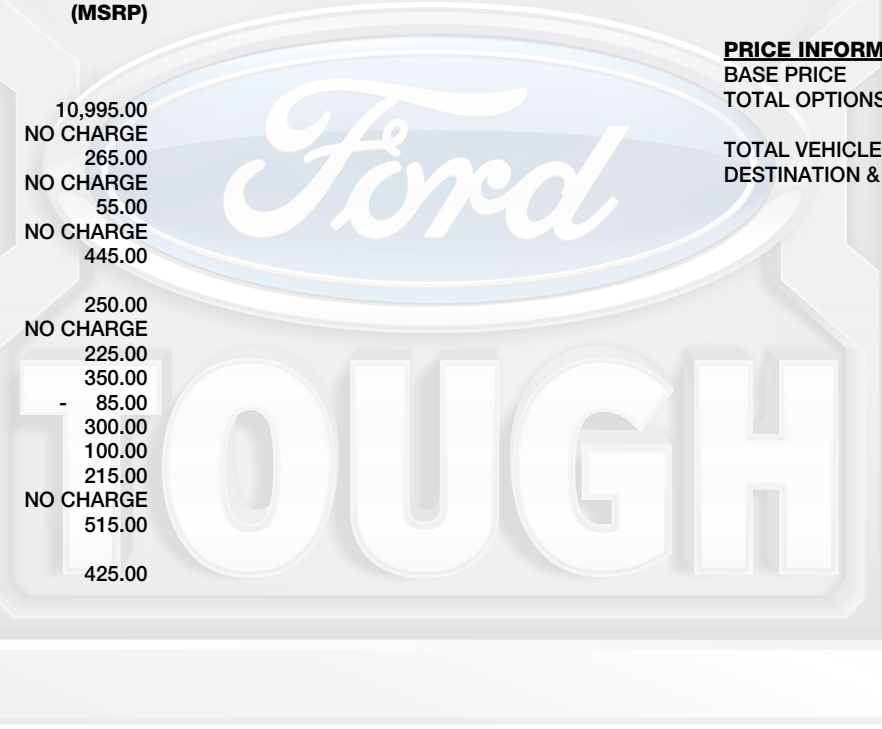 (MSRP)
10,995.00
NO CHARGE
265.00
NO CHARGE
55.00
NO CHARGE
445.00
250.00
NO CHARGE
225.00
350.00
- 85.00
300.00
100.00
215.00
NO CHARGE
515.00
425.00
PRICE INFORM
BASE PRICE
TOTAL OPTIONS
TOTAL VEHICLE
DESTINATION &
Ford
TOUGH